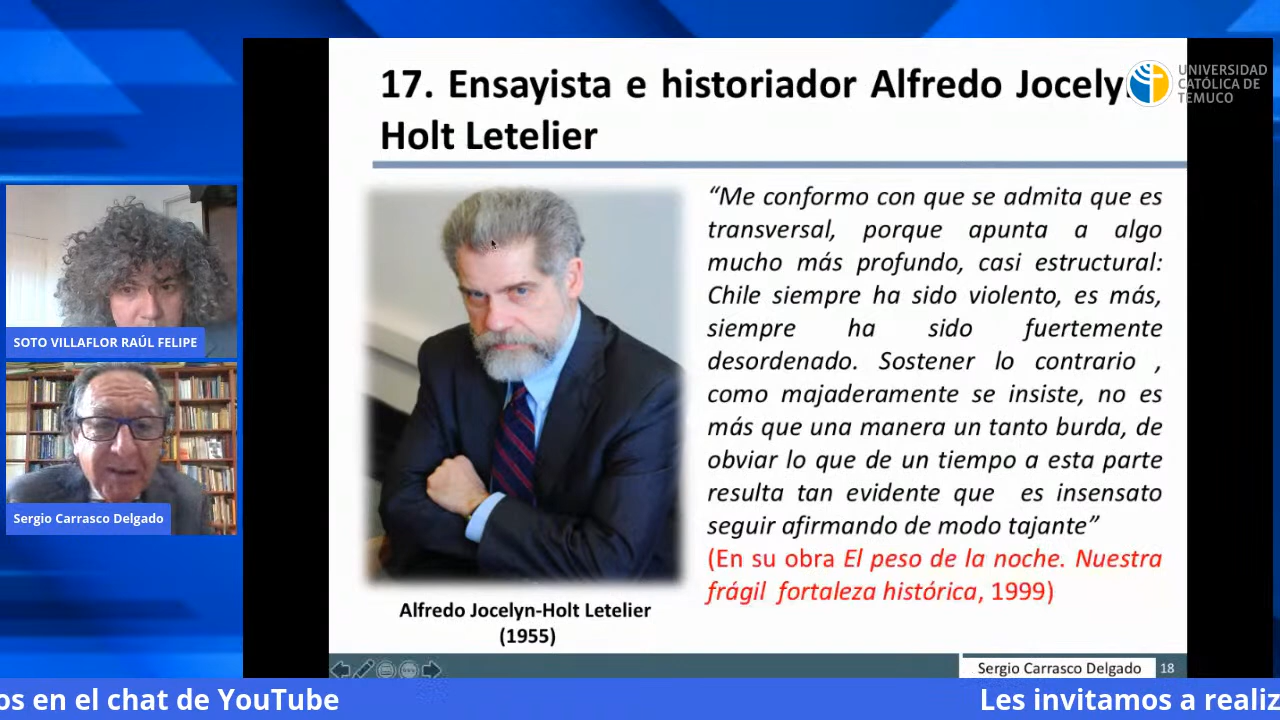 17. Ensayista e historiador Alfredo Jocely
Holt Letelier
UNIVERSIDAD
CATÓLICA DE
TEMUCO
“Me conformo con que se admita que es
transversal, porque apunta a algo
mucho más profundo, casi estructural:
Chile siempre ha sido violento, es más,
siempre ha sido fuertemente
desordenado. Sostener lo contrario ,
como majaderamente se insiste, no es
más que una manera un tanto burda, de
obviar lo que de un tiempo a esta parte
resulta tan evidente que es insensato
seguir afirmando de modo tajante”
(En su obra El peso de la noche. Nuestra
frágil fortaleza histórica, 1999)
Alfredo Jocelyn-Holt Letelier
(1955)
SOTO VILLAFLOR RAÚL FELIPE
Sergio Carrasco Delgado
Sergio Carrasco Delgado 18
os en el chat de YouTube
Les invitamos a realiz